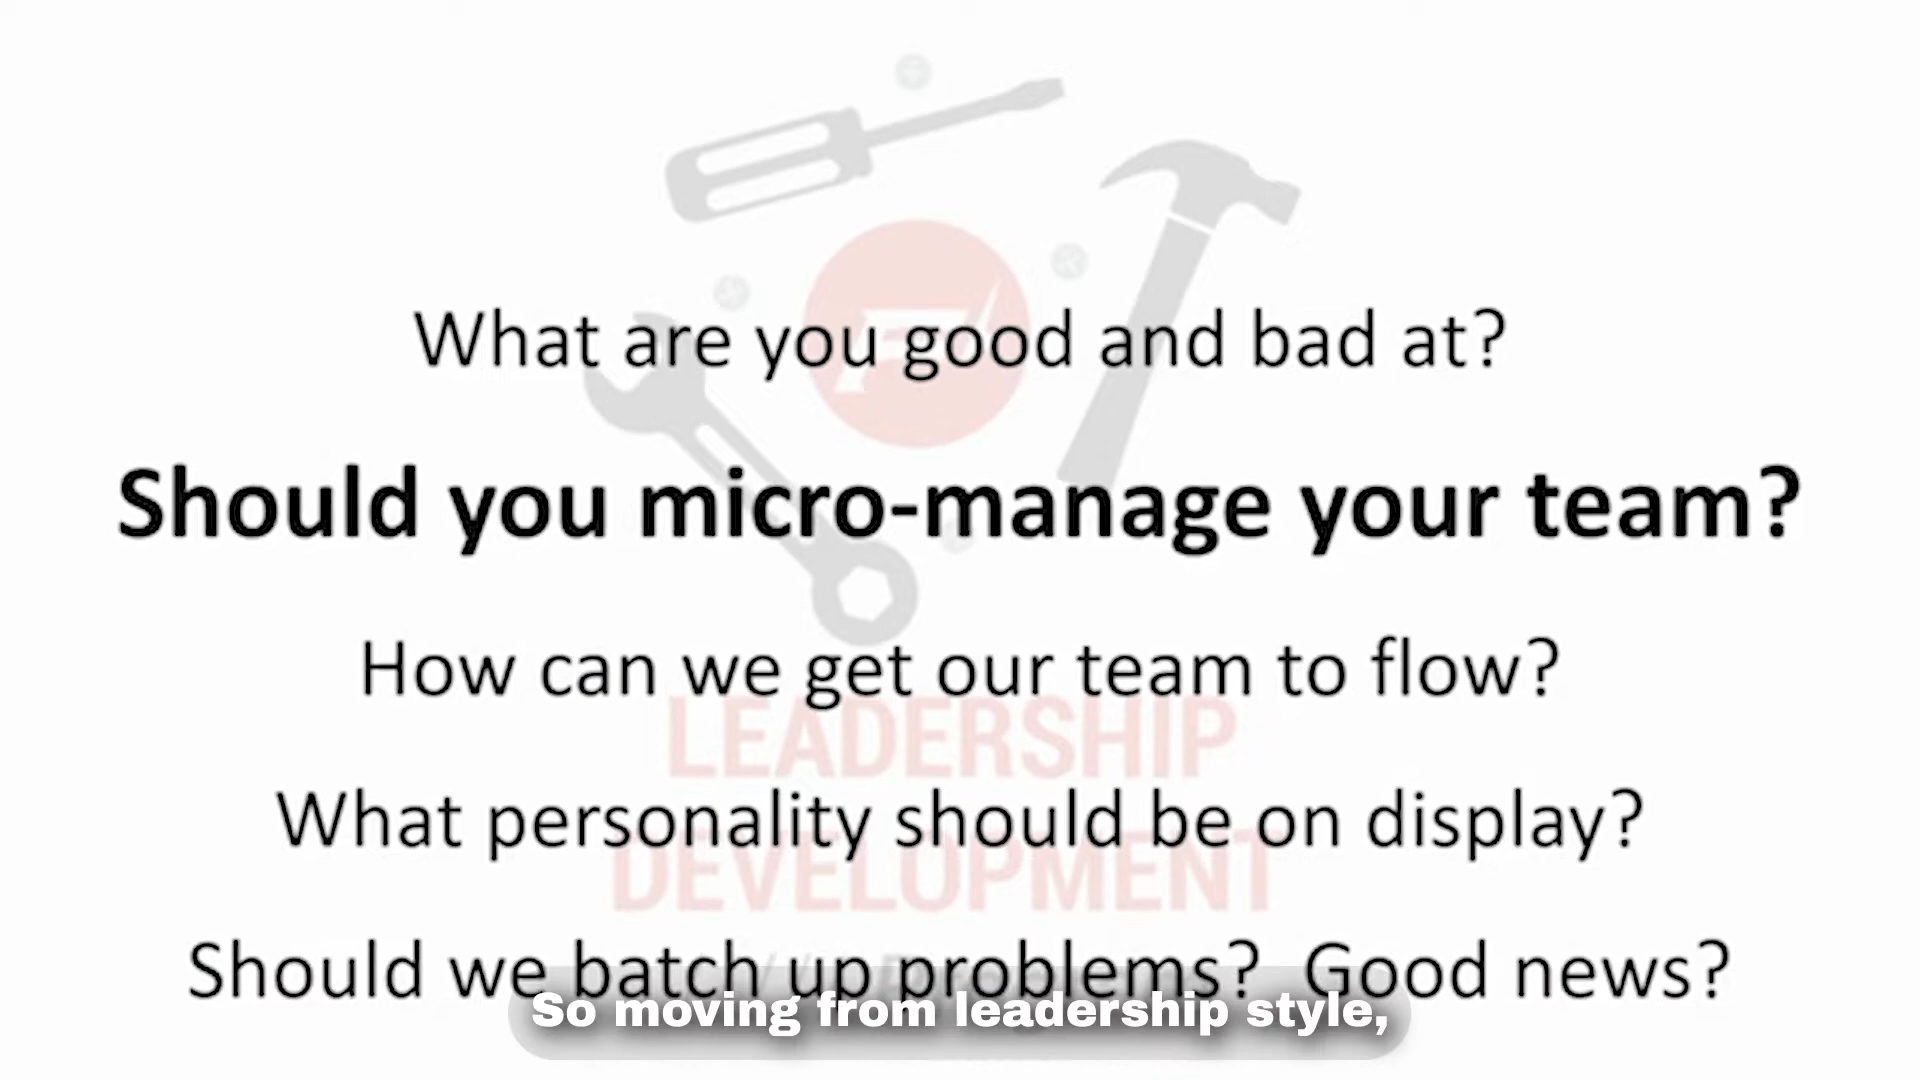 What are you good and bad at?
Should you micro-manage your team?
How can we get our team to flow?
LEADERSHIP
What personality should be on display?
DEVELOPMENT
Should we batch up problems? Good news?
So moving from leadership style,